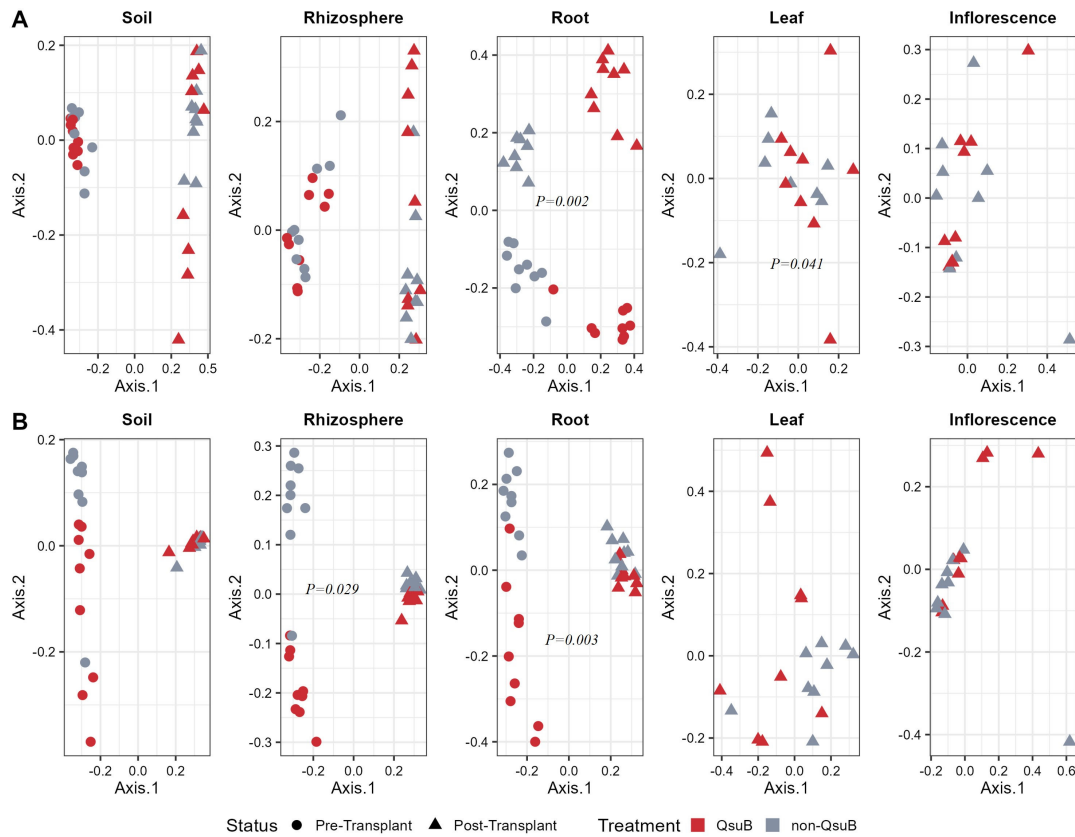 A
Soil
Rhizosphere
Root
Leaf
Inflorescence
Axis.2
0.2
0.0
-0.2
-0.4
-0.2
0.0
0.2
0.5
Axis.1
Axis.2
0.2
0.0
-0.2
-0.2
0.0
0.2
Axis.1
Axis.2
0.4
0.2
0.0
-0.2
P=0.002
-0.2
0.0
0.2
0.4
Axis.1
Axis.2
0.2
0.0
-0.2
-0.4
P=0.041
-0.4
-0.2
0.0
0.2
Axis.1
Axis.2
0.3
0.2
0.1
0.0
-0.1
-0.2
-0.3
0.0
0.2
0.4
Axis.1
B
Soil
Rhizosphere
Root
Leaf
Inflorescence
Axis.2
0.2
0.0
-0.2
-0.2
0.0
0.2
Axis.1
Axis.2
0.3
0.2
0.1
0.0
-0.1
-0.2
-0.3
P=0.029
-0.2
0.0
0.2
Axis.1
Axis.2
0.2
0.0
-0.2
-0.4
P=0.003
-0.2
0.0
0.2
Axis.1
Axis.2
0.4
0.2
0.0
-0.2
-0.4
-0.2
0.0
0.2
Axis.1
Axis.2
0.2
0.0
-0.2
-0.4
-0.2
0.0
0.2
0.4
0.6
Axis.1
Status Pre-Transplant Post-Transplant Treatment QsuB non-QsuB